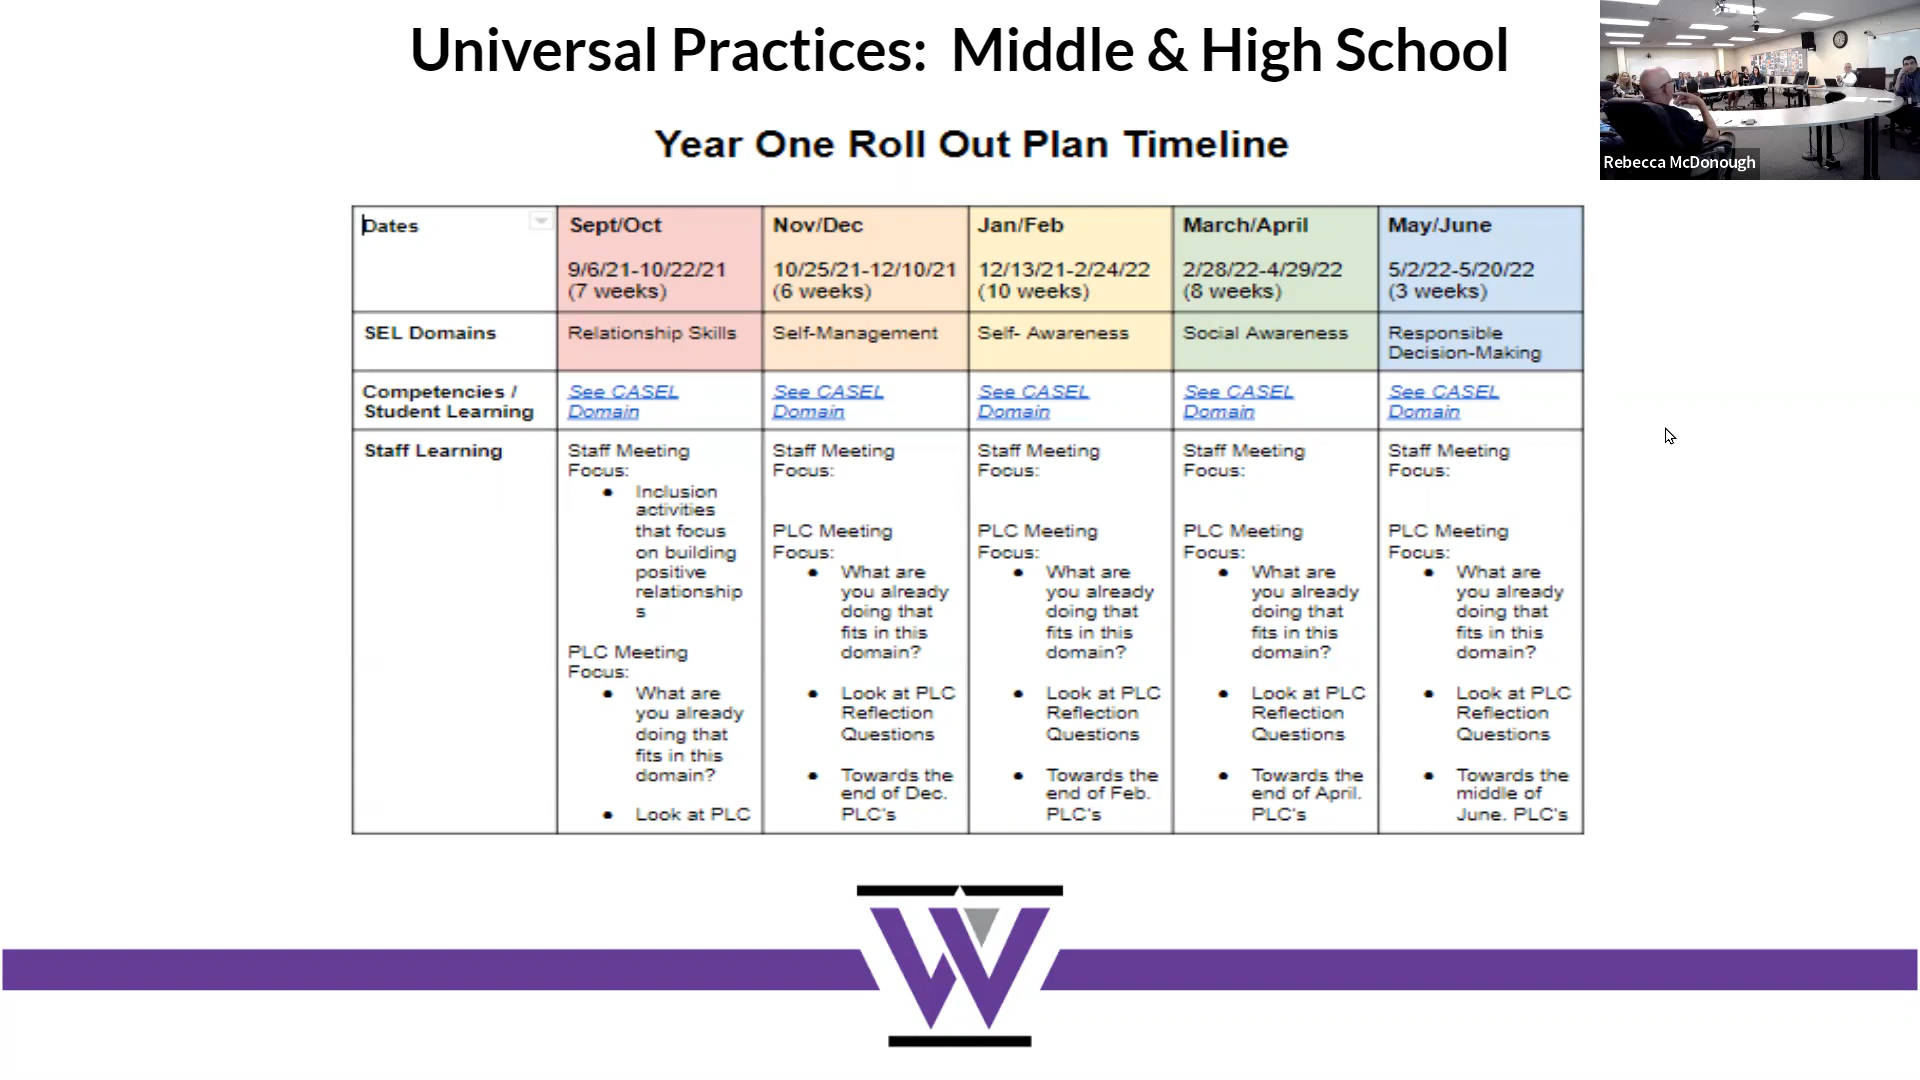 Universal Practices:  Middle & High School
Rebecca McDonough
Year One Roll Out Plan Timeline
Dates
Sept/Oct
9/6/21-10/22/21
(7 weeks)
Nov/Dec
10/25/21-12/10/21
(6 weeks)
Jan/Feb
12/13/21-2/24/22
(10 weeks)
March/April
2/28/22-4/29/22
(8 weeks)
May/June
5/2/22-5/20/22
(3 weeks)
SEL Domains
Relationship Skills
Self-Management
Self- Awareness
Social Awareness
Responsible
Decision-Making
Competencies /
Student Learning
See CASEL
Domain
See CASEL
Domain
See CASEL
Domain
See CASEL
Domain
See CASEL
Domain
Staff Learning
Staff Meeting
Focus:
● Inclusion
activities
that focus
on building
positive
relationship
s
PLC Meeting
Focus:
● What are
you already
doing that
fits in this
domain?
● Look at PLC
Staff Meeting
Focus:
PLC Meeting
Focus:
● What are
you already
doing that
fits in this
domain?
● Look at PLC
Reflection
Questions
● Towards the
end of Dec.
PLC's
Staff Meeting
Focus:
PLC Meeting
Focus:
● What are
you already
doing that
fits in this
domain?
● Look at PLC
Reflection
Questions
● Towards the
end of Feb.
PLC's
Staff Meeting
Focus:
PLC Meeting
Focus:
● What are
you already
doing that
fits in this
domain?
● Look at PLC
Reflection
Questions
● Towards the
end of April.
PLC's
Staff Meeting
Focus:
PLC Meeting
Focus:
● What are
you already
doing that
fits in this
domain?
● Look at PLC
Reflection
Questions
● Towards the
middle of
June. PLC's
W